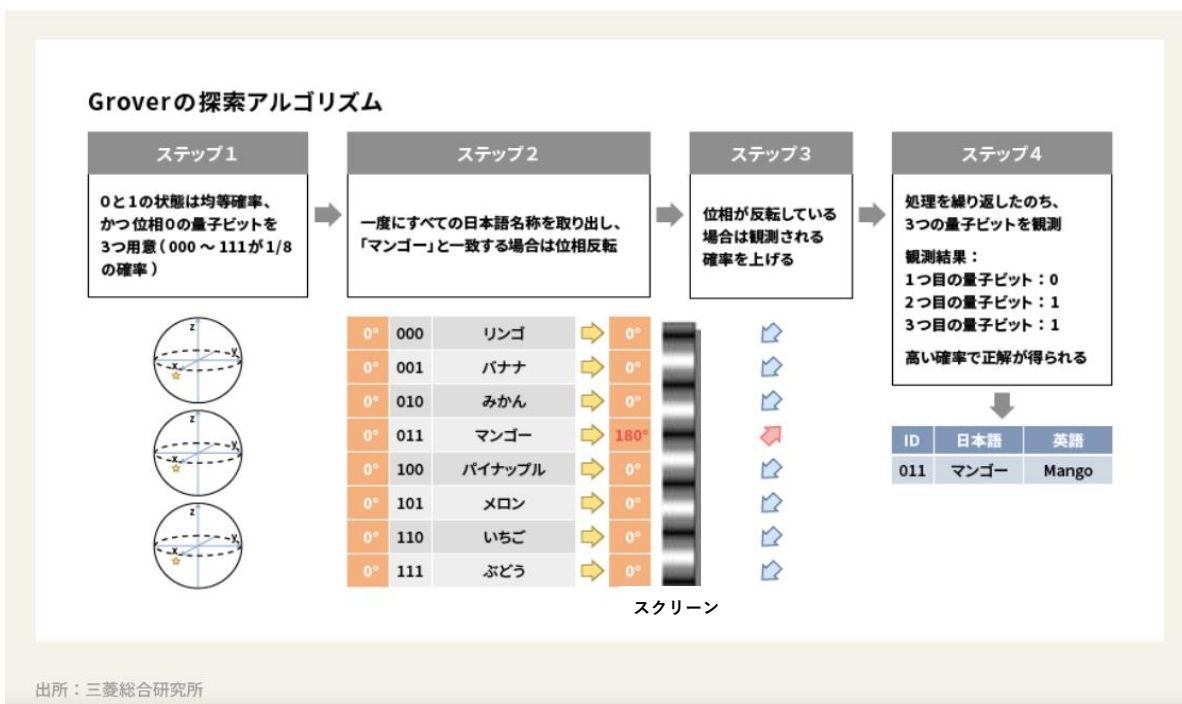 Groverの探索アルゴリズム
ステップ1
0と1の状態は均等確率、
かつ位相0の量子ビットを
3つ用意(000～111が1/8
の確率)
z
y
x
z
y
x
z
y
x
ステップ2
一度にすべての日本語名称を取り出し、
「マンゴー」と一致する場合は位相反転
0° 000 リンゴ 0°
0° 001 バナナ 0°
0° 010 みかん 0°
0° 011 マンゴー 180°
0° 100 パイナップル 0°
0° 101 メロン 0°
0° 110 いちご 0°
0° 111 ぶどう 0°
スクリーン
ステップ3
位相が反転している
場合は観測される
確率を上げる
ステップ4
処理を繰り返したのち、
3つの量子ビットを観測
観測結果：
1つ目の量子ビット：0
2つ目の量子ビット：1
3つ目の量子ビット：1
高い確率で正解が得られる
ID 日本語 英語
011 マンゴー Mango
出所：三菱総合研究所